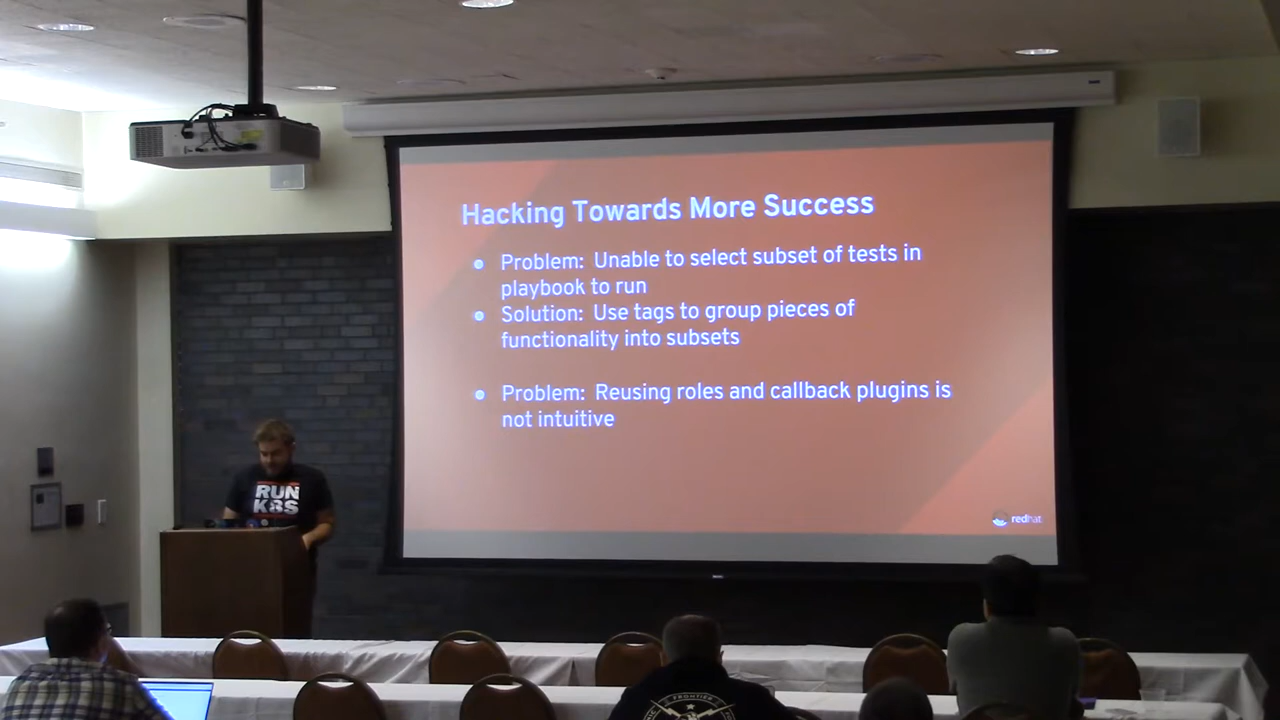 Hacking Towards More Success
Problem: Unable to select subset of tests in
playbook to run
Solution: Use tags to group pieces of
functionality into subsets
Problem: Reusing roles and callback plugins is
not intuitive
redhat
RUN
K8S
FRONTIER